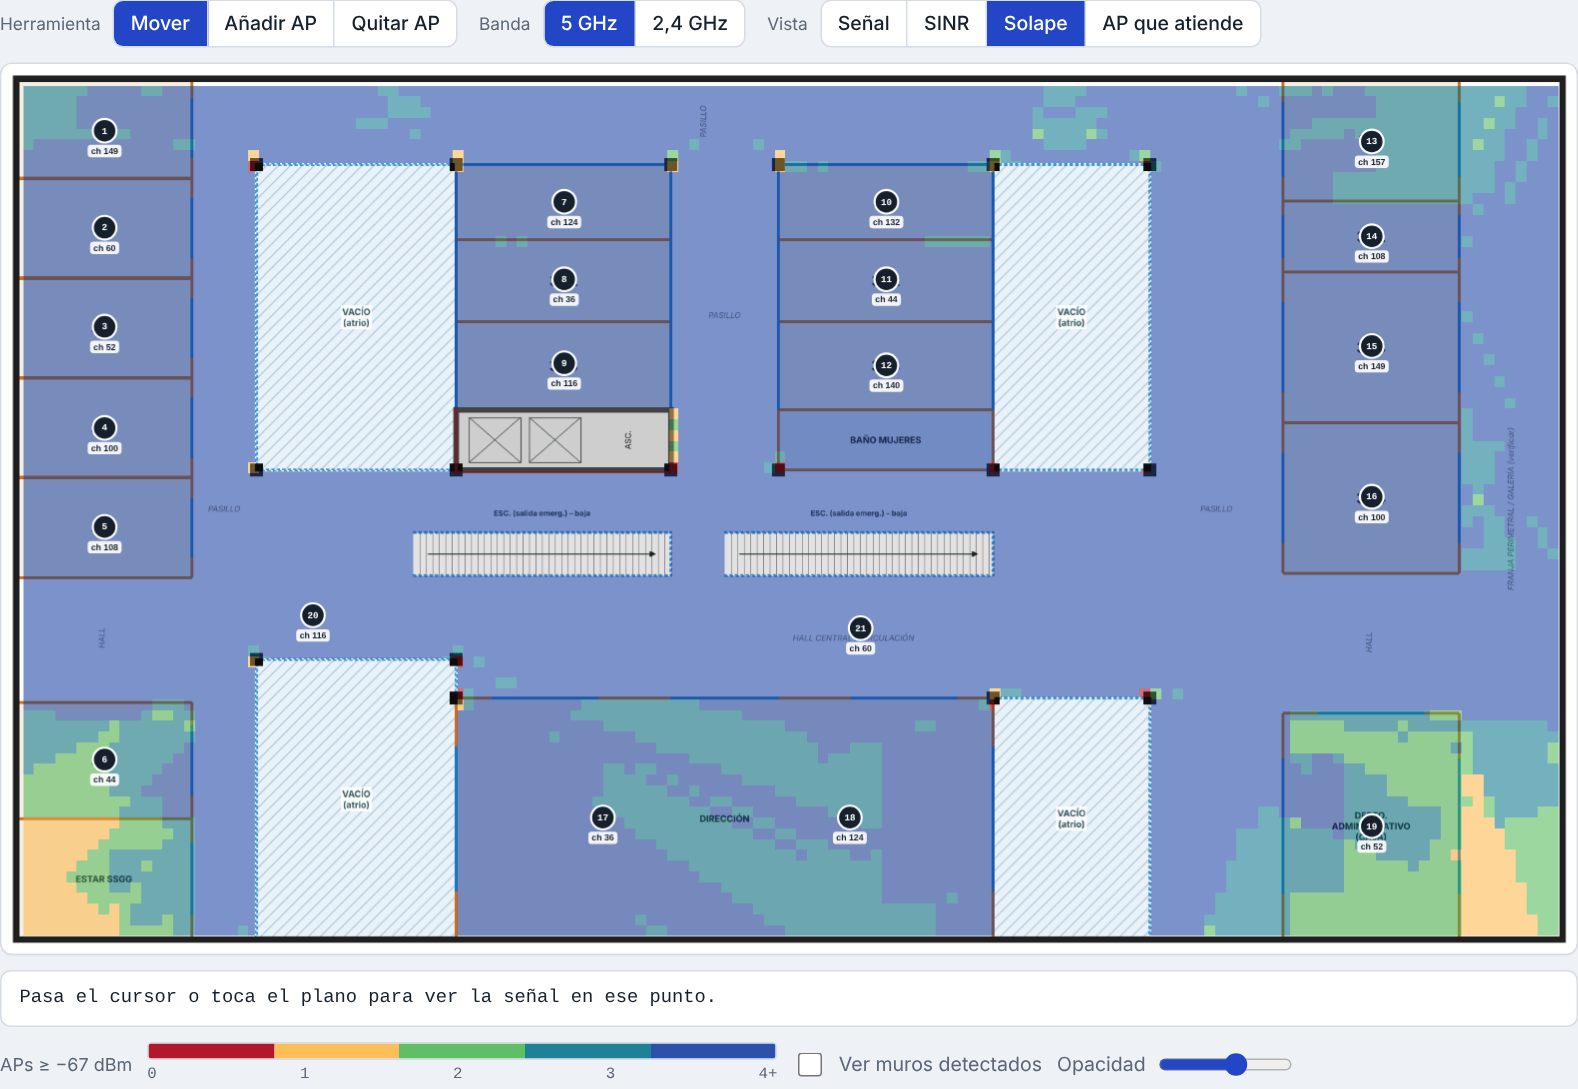 Herramienta Mover Añadir AP Quitar AP Banda 5 GHz 2,4 GHz Vista Señal SINR Solape AP que atiende
PASILLO
1
ch 149
13
ch 157
2
ch 60
7
ch 124
10
ch 132
14
ch 108
8
ch 36
11
ch 44
VACÍO
(atrio)
PASILLO
VACÍO
(atrio)
3
ch 52
15
ch 149
9
ch 116
12
ch 140
4
ch 100
ASC.
BAÑO MUJERES
FRANJA PERIMETRAL / GALERÍA (verificar)
16
ch 100
PASILLO
ESC. (salida emerg.) – baja
ESC. (salida emerg.) – baja
PASILLO
5
ch 108
20
ch 116
21
ch 60
HALL
HALL CENTRAL
HALL
6
ch 44
VACÍO
(atrio)
17
ch 36
DIRECCIÓN
18
ch 124
VACÍO
(atrio)
19
ch 52
ESTAR SSGG
Pasa el cursor o toca el plano para ver la señal en ese punto.
APs ≥ −67 dBm
0 1 2 3 4+
Ver muros detectados Opacidad